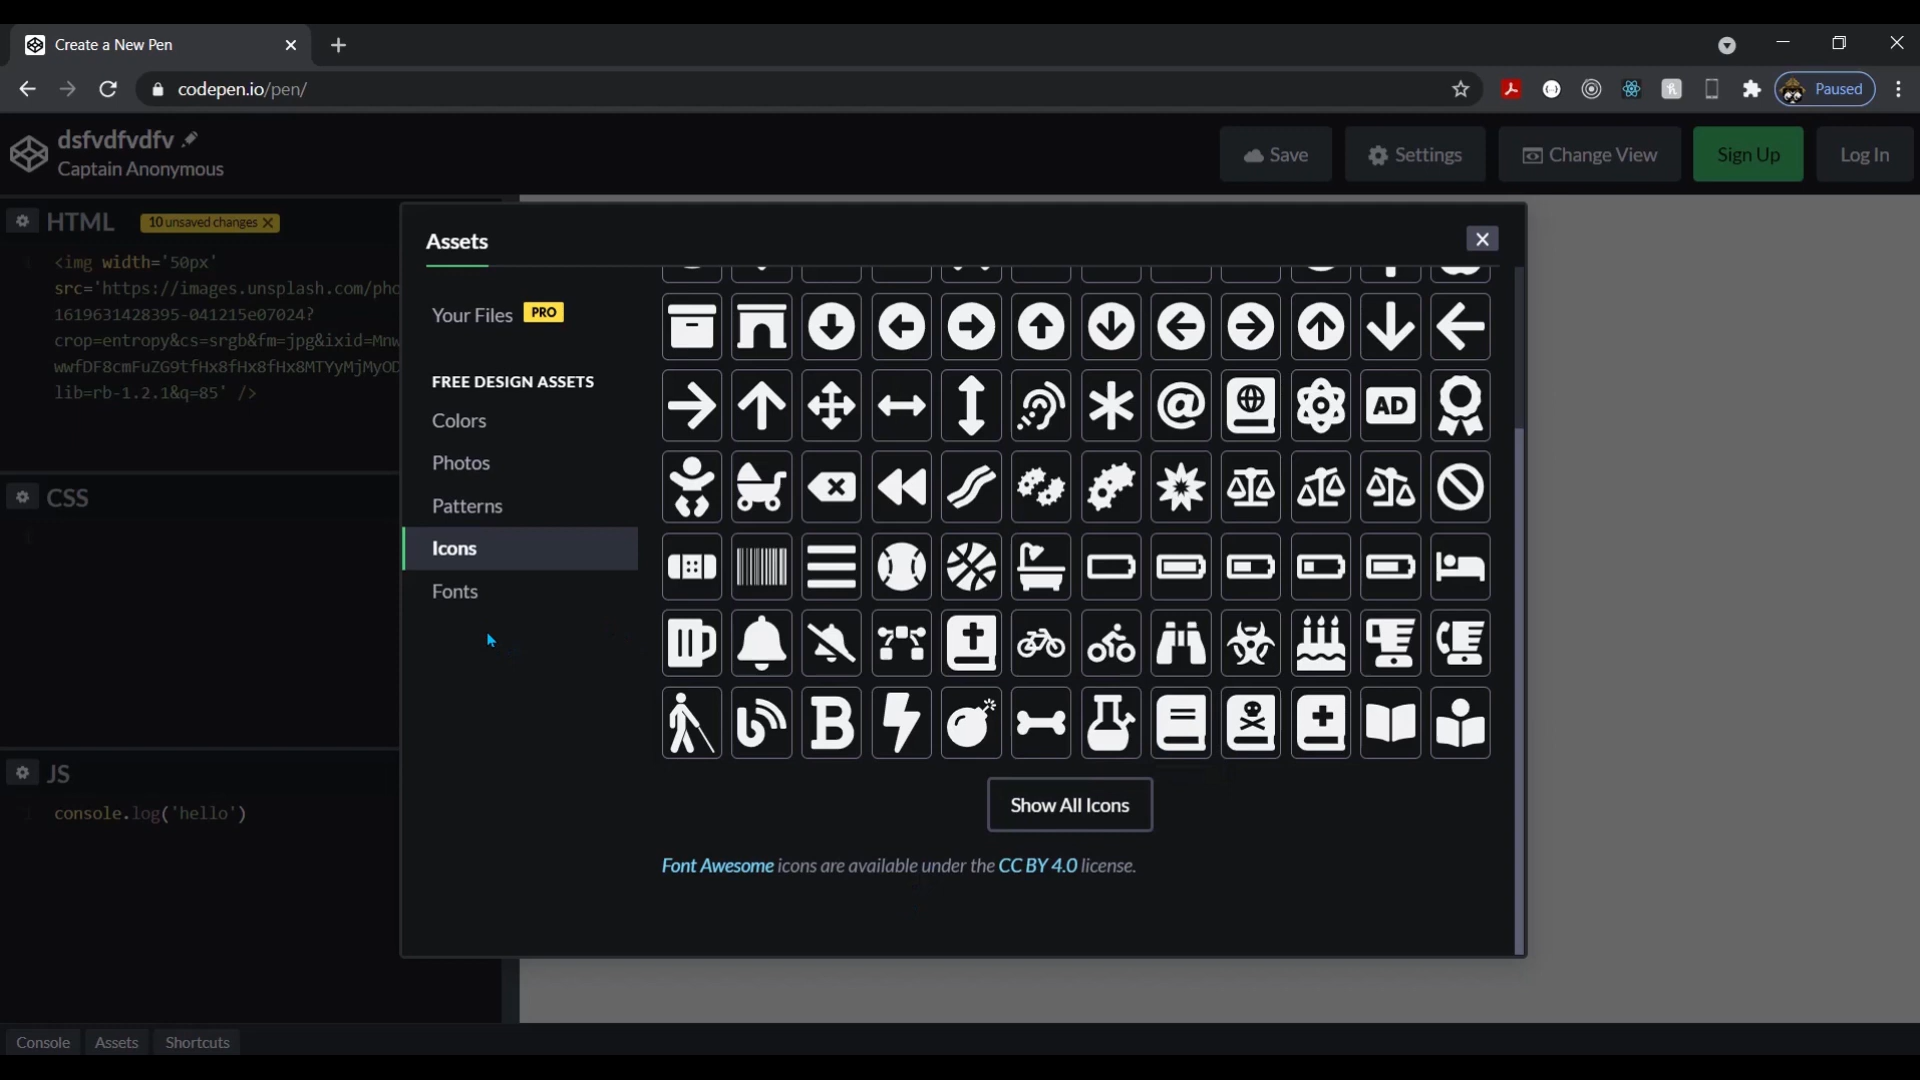 Create a New Pen
codepen.io/pen/
Paused
dsfvdfvdfv
Captain Anonymous
Save
Settings
Change View
Sign Up
Log In
HTML
10 unsaved changes X
<img width='50px'
src='https://images.unsplash.com/pho
1619631428395-041215e07024?
crop=entropy&cs=srgb&fm=jpg&ixid=Mnw
wwfDF8cmFuZG9tfHx8fHx8fHx8MTYyMjMyOD
lib=rb-1.2.1&q=85' />
CSS
JS
console.log('hello')
Assets
Your Files PRO
FREE DESIGN ASSETS
Colors
Photos
Patterns
Icons
Fonts
AD
Show All Icons
Font Awesome icons are available under the CC BY 4.0 license.
Console
Assets
Shortcuts